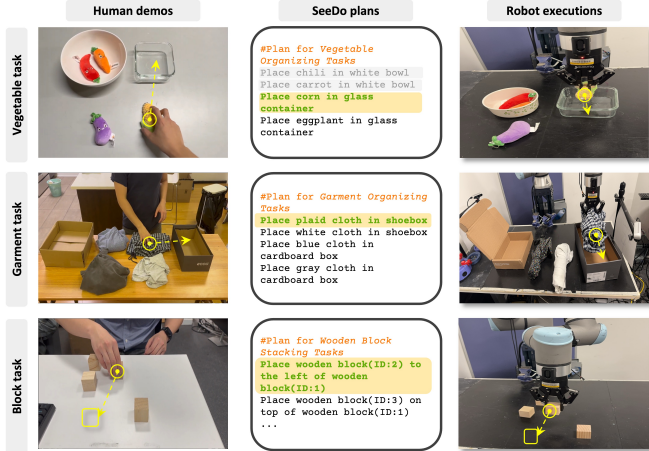 Human demos
SeeDo plans
Robot executions
Vegetable task
#Plan for Vegetable
Organizing Tasks
Place chili in white bowl
Place carrot in white bowl
Place corn in glass
container
Place eggplant in glass
container
Garment task
#Plan for Garment Organizing
Tasks
Place plaid cloth in shoebox
Place white cloth in shoebox
Place blue cloth in
cardboard box
Place gray cloth in
cardboard box
Block task
#Plan for Wooden Block
Stacking Tasks
Place wooden block(ID:2) to
the left of wooden
block(ID:1)
Place wooden block(ID:3) on
top of wooden block(ID:1)
...